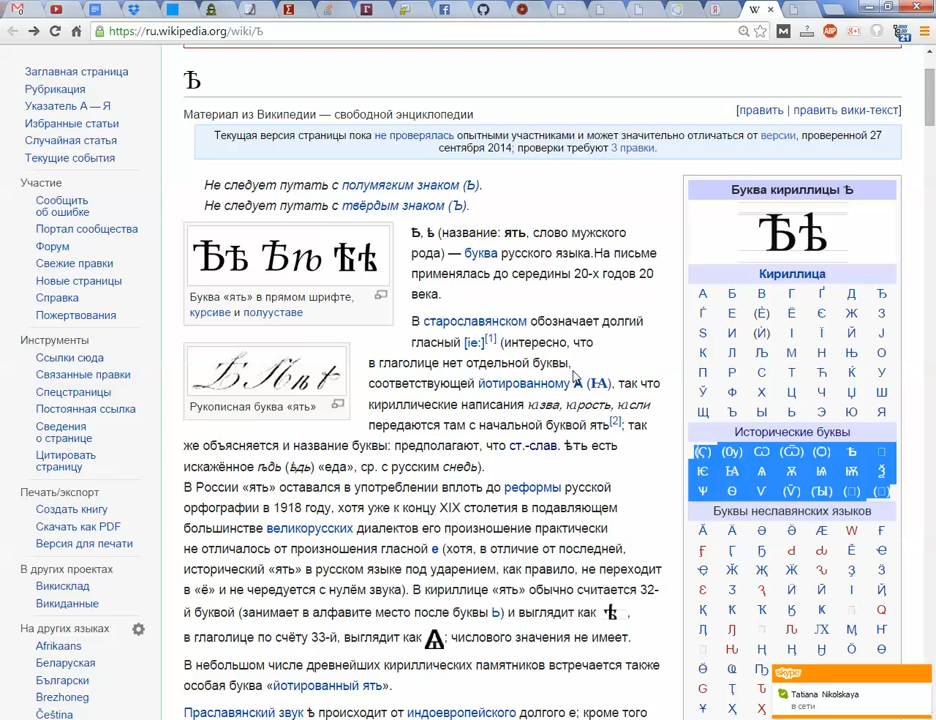 https://ru.wikipedia.org/wiki/Ѣ
Заглавная страница
Рубрикация
Указатель А — Я
Избранные статьи
Случайная статья
Текущие события
Участие
Сообщить
об ошибке
Портал сообщества
Форум
Свежие правки
Новые страницы
Справка
Пожертвования
Инструменты
Ссылки сюда
Связанные правки
Спецстраницы
Постоянная ссылка
Сведения
о странице
Цитировать
страницу
Печать/экспорт
Создать книгу
Скачать как PDF
Версия для печати
В других проектах
Викисклад
Викиданные
На других языках
Afrikaans
Беларуская
Български
Brezhoneg
Čeština
Ѣ
Материал из Википедии — свободной энциклопедии
[править | править вики-текст]
Текущая версия страницы пока не проверялась опытными участниками и может значительно отличаться от версии, проверенной 27
сентября 2014; проверки требуют 3 правки.
Не следует путать с полумягким знаком (Ҍ).
Не следует путать с твёрдым знаком (Ъ).
Буква «ять» в прямом шрифте,
курсиве и полууставе
Рукописная буква «ять»
Ѣ, ѣ (название: ять, слово мужского
рода) — буква русского языка.На письме
применялась до середины 20-х годов 20
века.
В старославянском обозначает долгий
гласный [ie:][1] (интересно, что
в глаголице нет отдельной буквы,
соответствующей йотированному А (Ꙗ), так что
кириллические написания ꙗзва, ꙗрость, ꙗсли
передаются там с начальной буквой ять[2]; так
же объясняется и название буквы: предполагают, что ст.-слав. ѣть есть
искажённое ѣдь (ѣдь) «еда», ср. с русским снедь).
В России «ять» оставался в употреблении вплоть до реформы русской
орфографии в 1918 году, хотя уже к концу XIX столетия в подавляющем
большинстве великорусских диалектов его произношение практически
не отличалось от произношения гласной е (хотя, в отличие от последней,
исторический «ять» в русском языке под ударением, как правило, не переходит
в «ё» и не чередуется с нулём звука). В кириллице «ять» обычно считается 32-
й буквой (занимает в алфавите место после буквы Ь) и выглядит как ѣ,
в глаголице по счёту 33-й, выглядит как Ⱑ; числового значения не имеет.
В небольшом числе древнейших кириллических памятников встречается также
особая буква «йотированный ять».
Праславянский звук ѣ происходит от индоевропейского долгого е; кроме того
Буква кириллицы Ѣ
Ѣѣ
Кириллица
А Б В Г Ґ Д Ђ
Ѓ Е (Ѐ) Ё Є Ж З
Ѕ И (Ѝ) І Ї Й Ј
К Л Љ М Н Њ О
П Р С Т Ћ Ќ У
Ў Ф Х Ц Ч Џ Ш
Щ Ъ Ы Ь Э Ю Я
Исторические буквы
Буквы неславянских языков
skype
Tatiana Nikolskaya
в сети